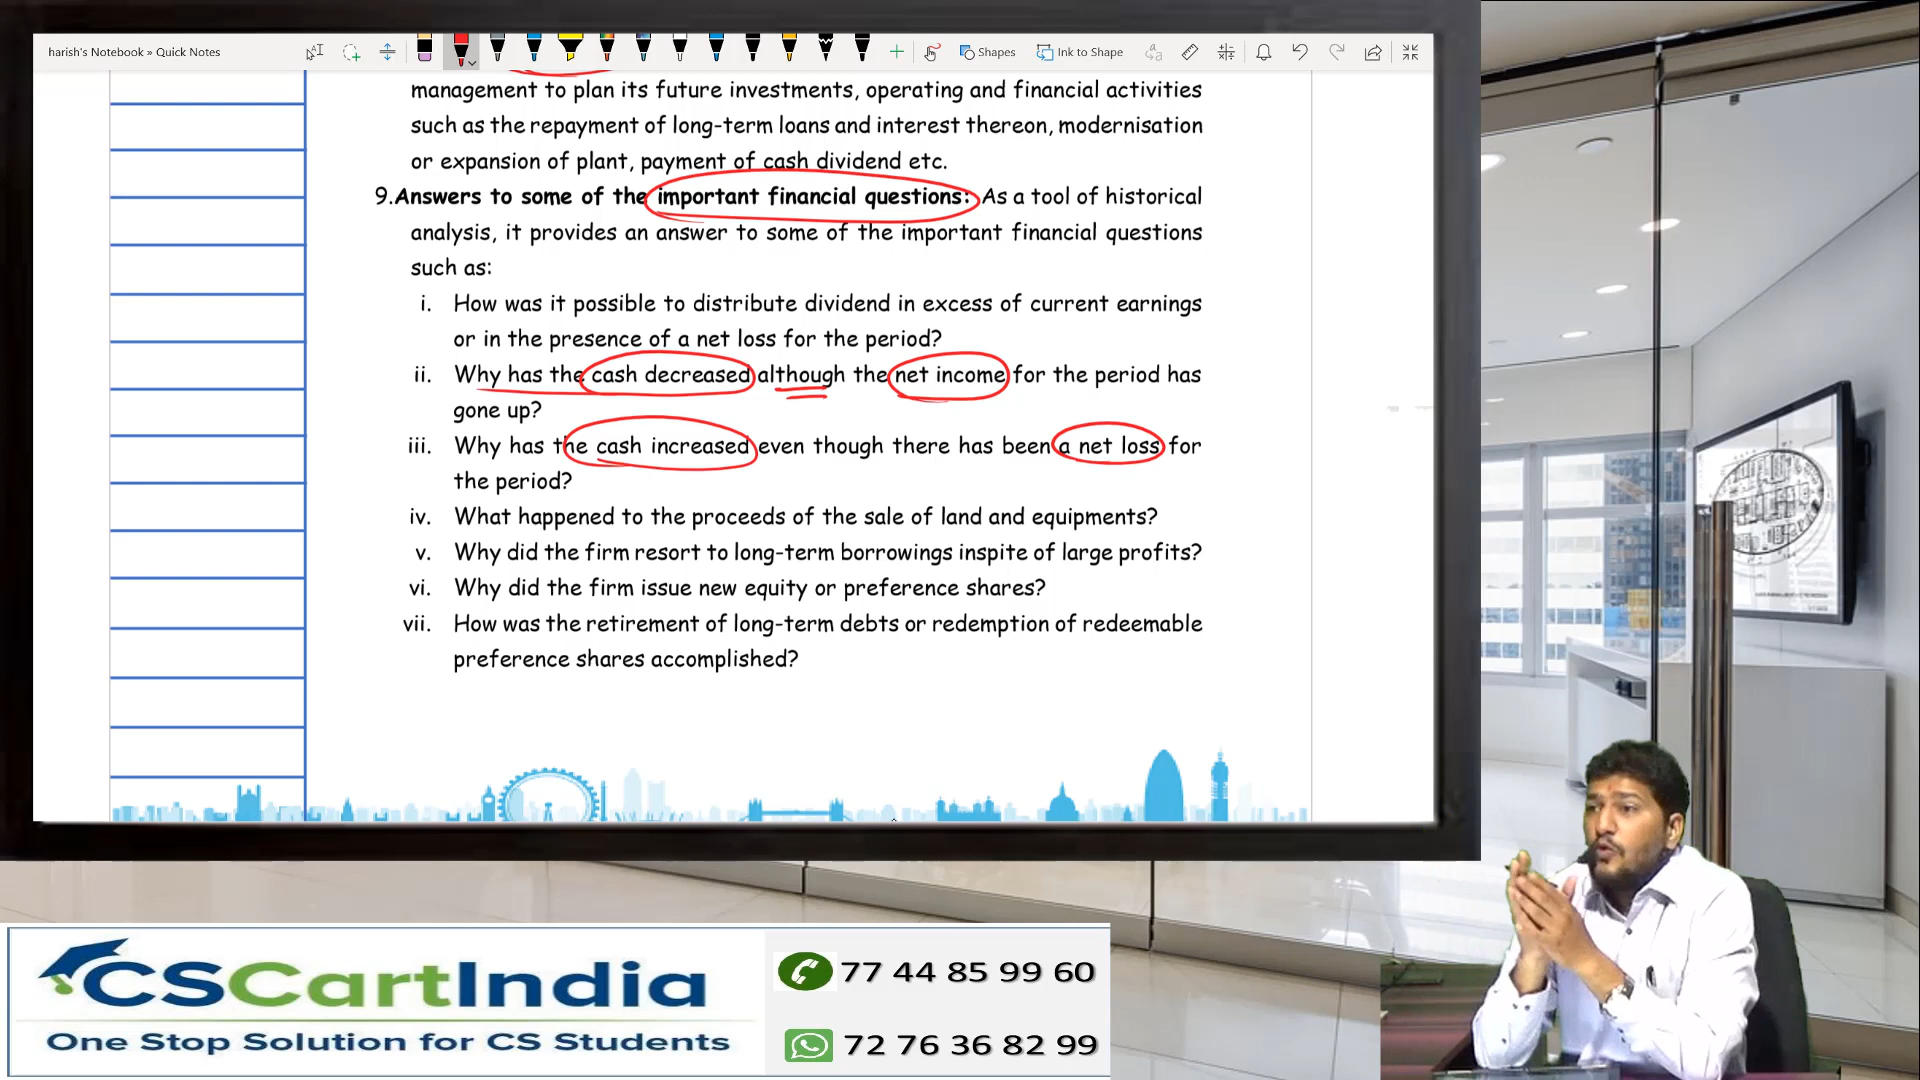 harish's Notebook » Quick Notes
Shapes
Ink to Shape
management to plan its future investments, operating and financial activities
such as the repayment of long-term loans and interest thereon, modernisation
or expansion of plant, payment of cash dividend etc.
9.Answers to some of the important financial questions: As a tool of historical
analysis, it provides an answer to some of the important financial questions
such as:
i. How was it possible to distribute dividend in excess of current earnings
or in the presence of a net loss for the period?
ii. Why has the cash decreased although the net income for the period has
gone up?
iii. Why has the cash increased even though there has been a net loss for
the period?
iv. What happened to the proceeds of the sale of land and equipments?
v. Why did the firm resort to long-term borrowings inspite of large profits?
vi. Why did the firm issue new equity or preference shares?
vii. How was the retirement of long-term debts or redemption of redeemable
preference shares accomplished?
CSCartIndia
One Stop Solution for CS Students
77 44 85 99 60
72 76 36 82 99